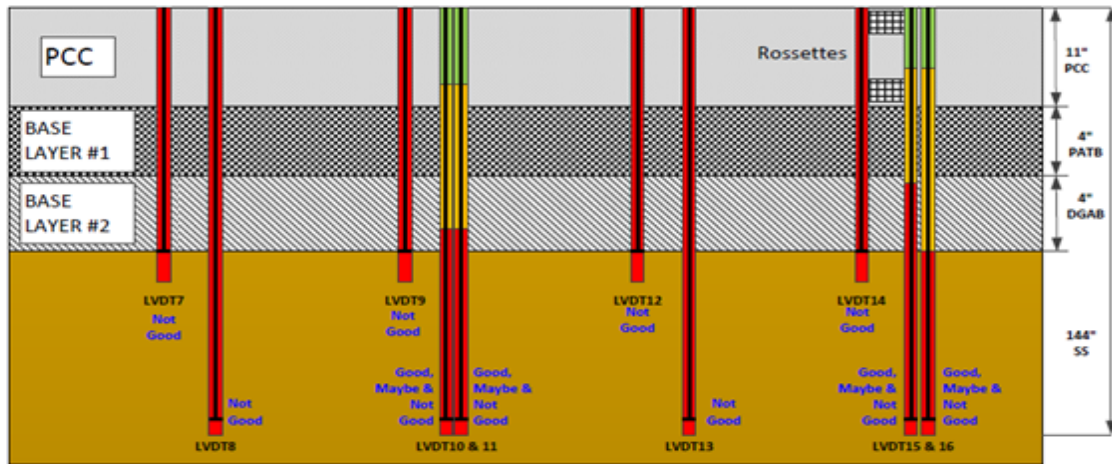 PCC
Rossettes
11"
PCC
BASE
LAYER #1
4"
PATB
BASE
LAYER #2
4"
DGAB
LVDT7
Not
Good
LVDT9
Not
Good
LVDT12
Not
Good
LVDT14
Not
Good
144"
SS
Not
Good
Good,
Maybe &
Not
Good
Good,
Maybe &
Not
Good
Not
Good
Good,
Maybe &
Not
Good
Good,
Maybe &
Not
Good
LVDT8
LVDT10 & 11
LVDT13
LVDT15 & 16